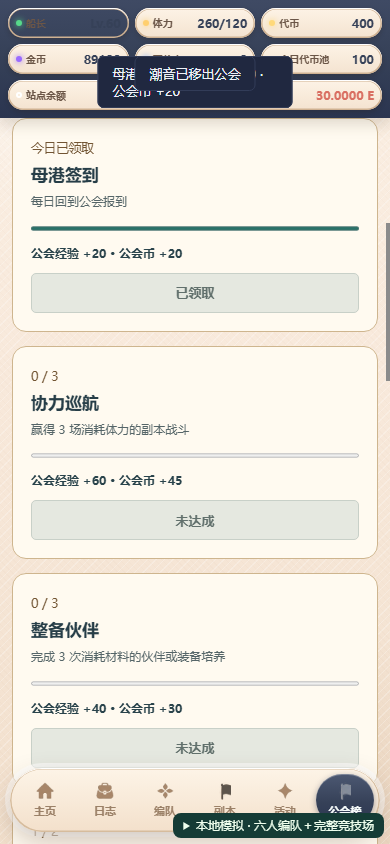 船长 Lv.60
体力 260/120
代币 400
金币
日代币池 100
母港
潮音已移出公会
公会币 +20
站点余额 30.0000 E
今日已领取
母港签到
每日回到公会报到
公会经验 +20 • 公会币 +20
已领取
0 / 3
协力巡航
赢得 3 场消耗体力的副本战斗
公会经验 +60 • 公会币 +45
未达成
0 / 3
整备伙伴
完成 3 次消耗材料的伙伴或装备培养
公会经验 +40 • 公会币 +30
未达成
主页
日志
编队
副本
活动
公会榜
▶ 本地模拟 · 六人编队 + 完整竞技场